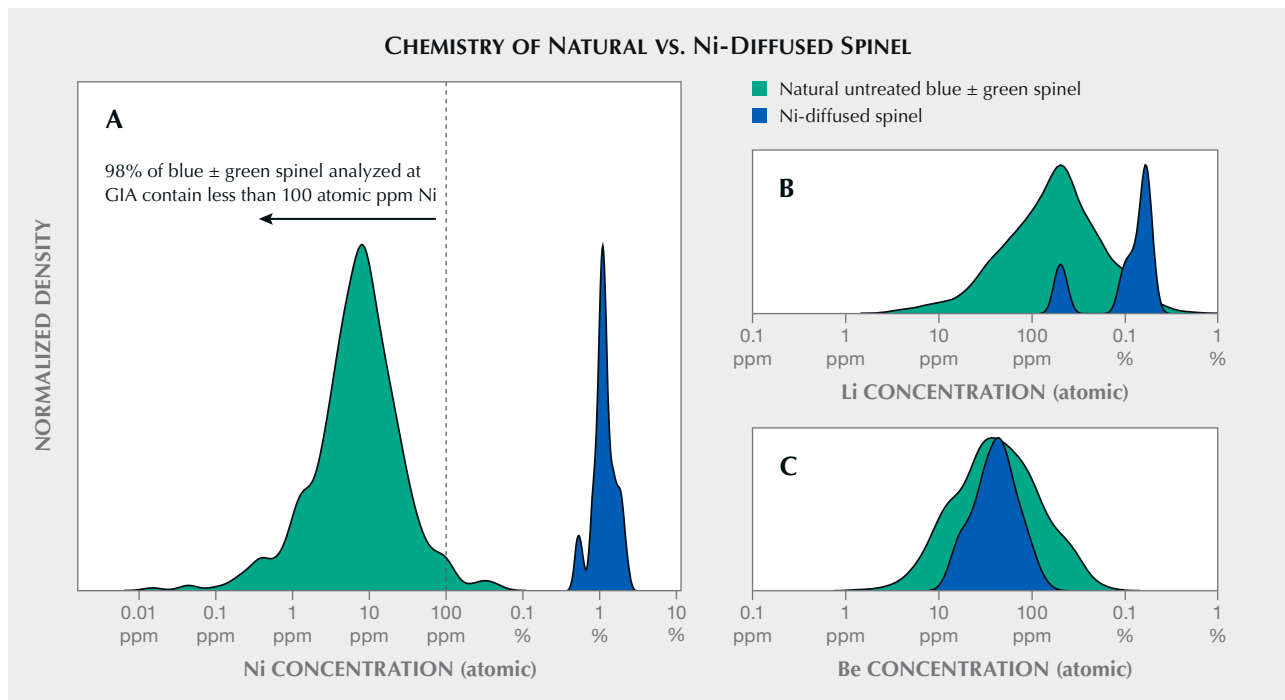 CHEMISTRY OF NATURAL VS. Ni-DIFFUSED SPINEL
A
98% of blue ± green spinel analyzed at
GIA contain less than 100 atomic ppm Ni
NORMALIZED DENSITY
0.01 0.1 1 10 100 0.1 1 10
ppm ppm ppm ppm ppm % % %
Ni CONCENTRATION (atomic)
Natural untreated blue ± green spinel
Ni-diffused spinel
B
0.1 1 10 100 0.1 1
ppm ppm ppm ppm % %
Li CONCENTRATION (atomic)
C
0.1 1 10 100 0.1 1
ppm ppm ppm ppm % %
Be CONCENTRATION (atomic)